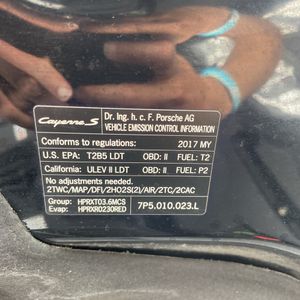 Cayenne S
Dr. Ing. h. c. F. Porsche AG
VEHICLE EMISSION CONTROL INFORMATION
Conforms to regulations: 2017 MY
U.S. EPA: T2B5 LDT OBD: II FUEL: T2
California: ULEV II LDT OBD: II FUEL: P2
No adjustments needed.
2TWC/MAP/DFI/2HO2S(2)/AIR/2TC/2CAC
Group: HPRXT03.6MCS
Evap: HPRXR0230RED
7P5.010.023.L